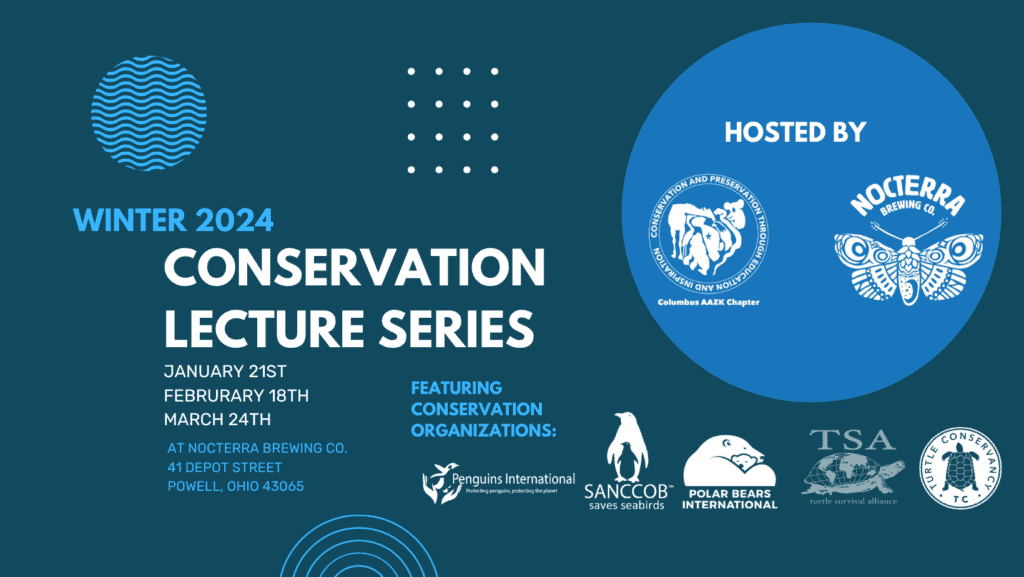 WINTER 2024
CONSERVATION
LECTURE SERIES
JANUARY 21ST
FEBRURARY 18TH
MARCH 24TH
AT NOCTERRA BREWING CO.
41 DEPOT STREET
POWELL, OHIO 43065
HOSTED BY
CONSERVATION AND PRESERVATION THROUGH EDUCATION AND INSPIRATION
Columbus AAZK Chapter
NOCTERRA
BREWING CO.
FEATURING
CONSERVATION
ORGANIZATIONS:
Penguins International
Protecting penguins, protecting the planet
SANCCOB™
saves seabirds
POLAR BEARS
INTERNATIONAL
TSA
turtle survival alliance
TURTLE CONSERVANCY
TC